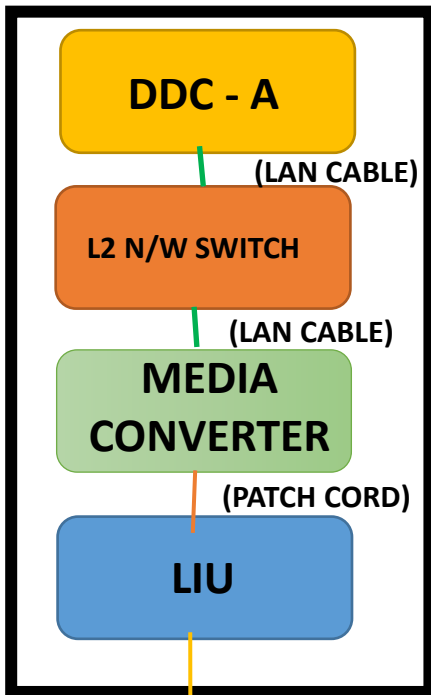 DDC - A
(LAN CABLE)
L2 N/W SWITCH
(LAN CABLE)
MEDIA
CONVERTER
(PATCH CORD)
LIU